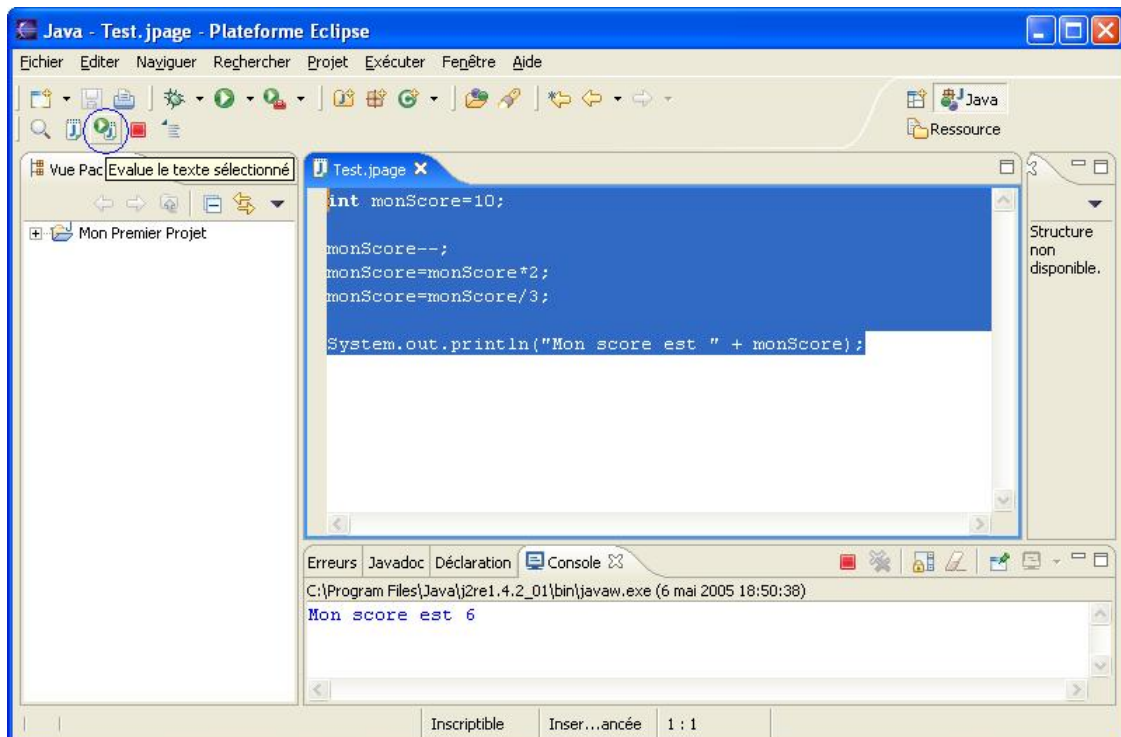 Java - Test.jpage - Plateforme Eclipse
Fichier Editer Naviguer Rechercher Projet Exécuter Fenêtre Aide
Java
Ressource
Vue Pac
Evalue le texte sélectionné
Test.jpage
int monScore=10;
monScore--;
monScore=monScore*2;
monScore=monScore/3;
System.out.println("Mon score est " + monScore);
Mon Premier Projet
Structure
non
disponible.
Erreurs Javadoc Déclaration Console
C:\Program Files\Java\j2re1.4.2_01\bin\javaw.exe (6 mai 2005 18:50:38)
Mon score est 6
Inscriptible Inser...ancée 1 : 1